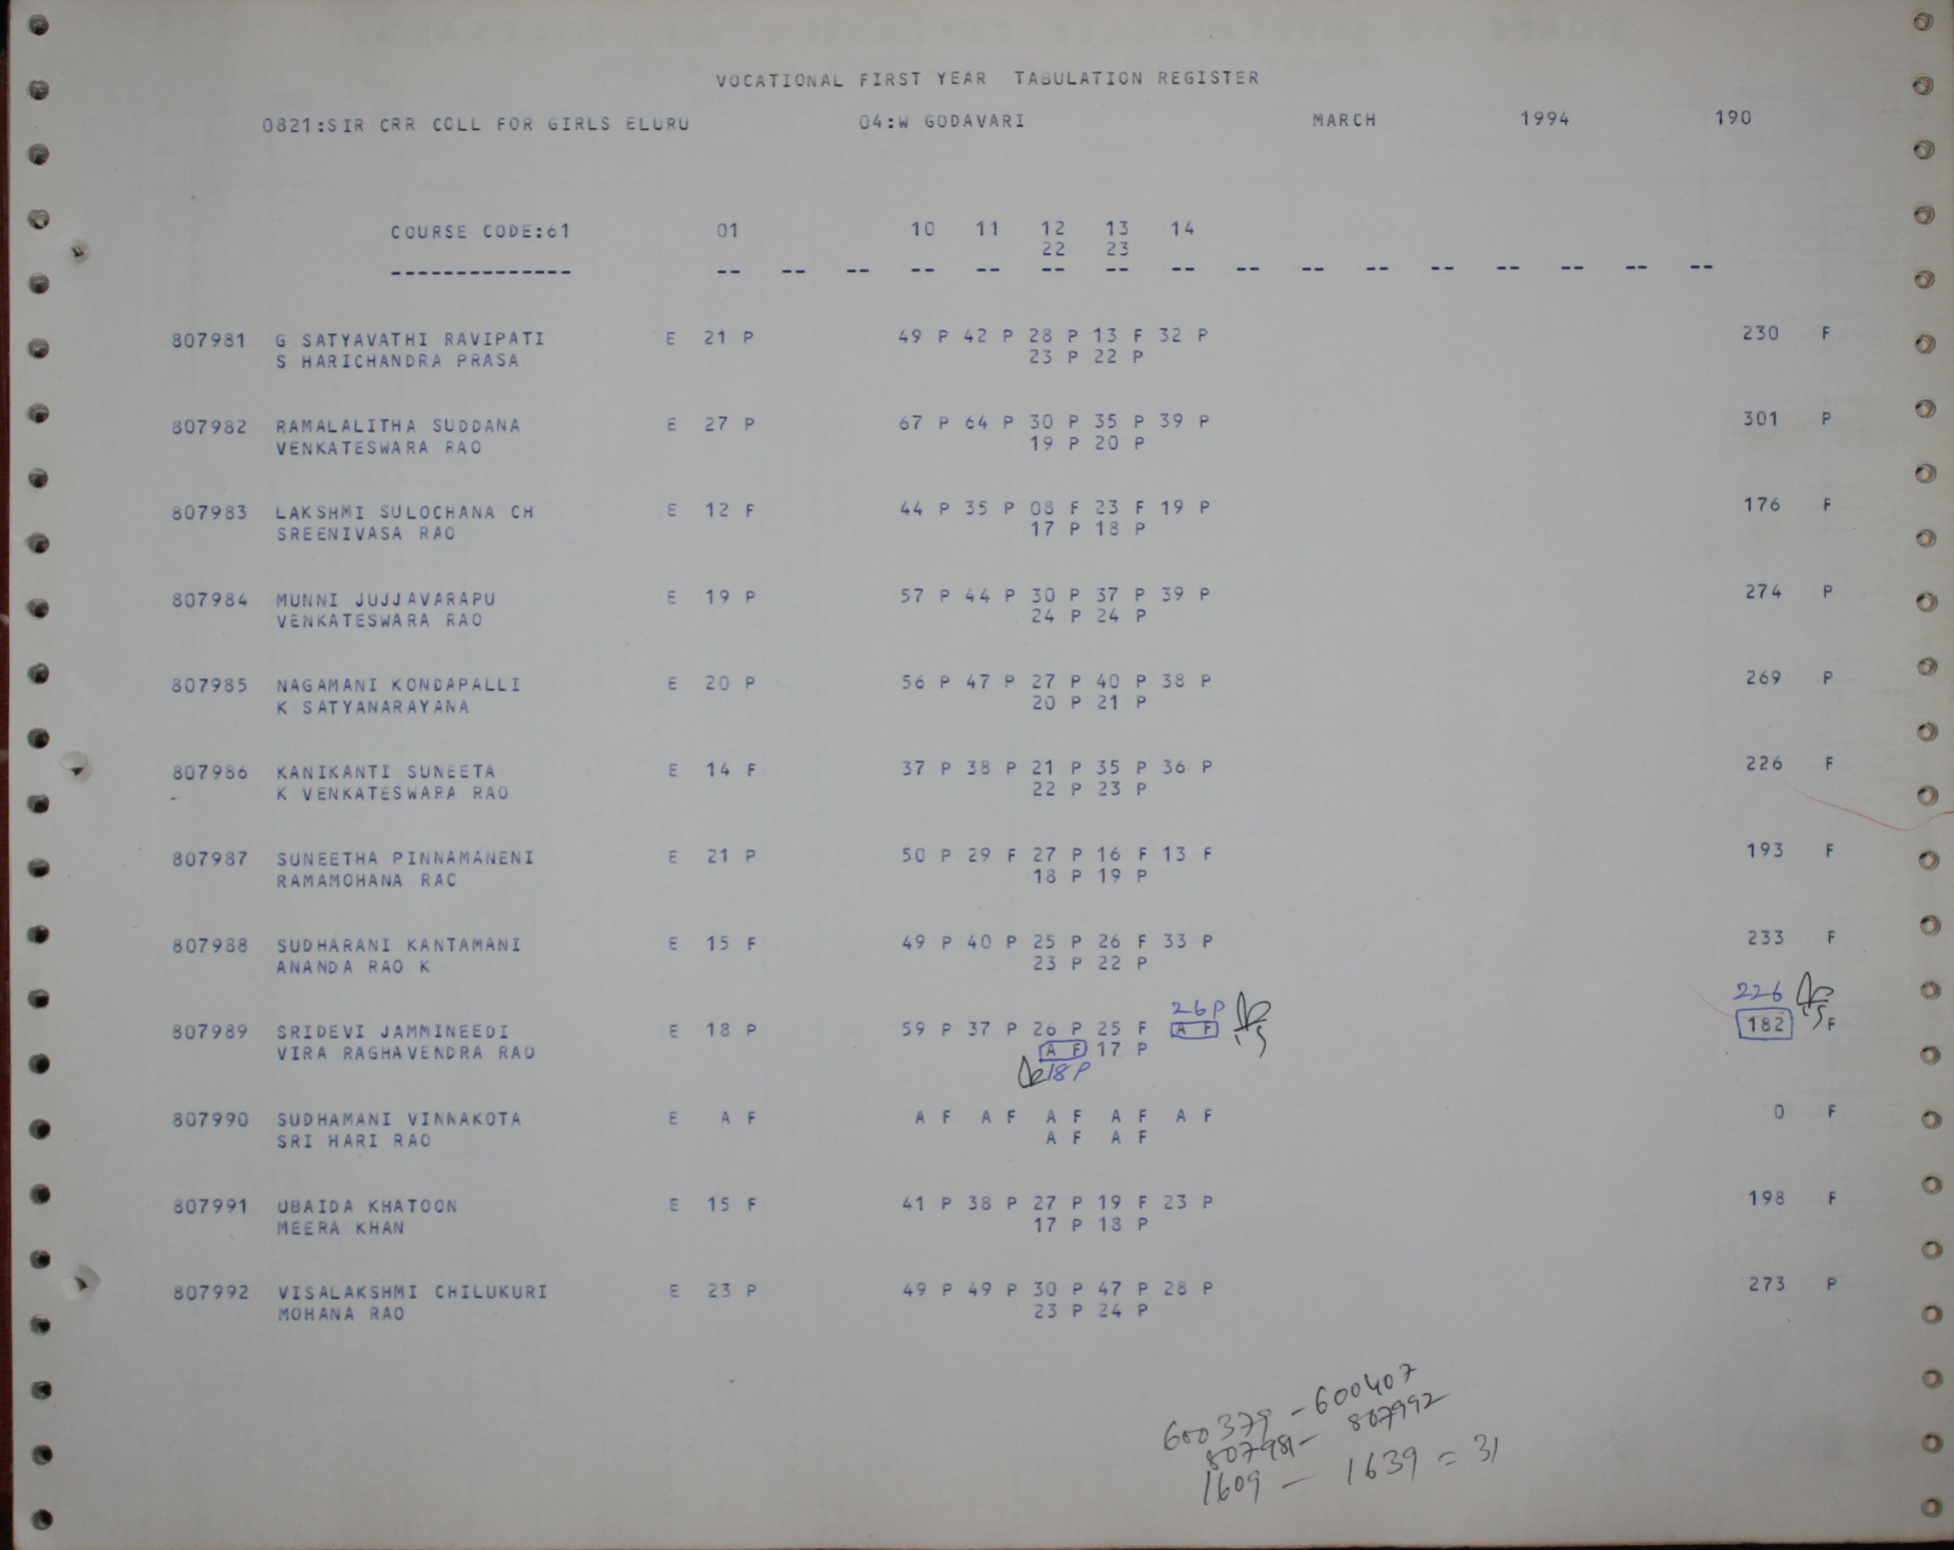 VOCATIONAL FIRST YEAR TABULATION REGISTER
0821:SIR CRR COLL FOR GIRLS ELURU 04:W GODAVARI MARCH 1994 190
COURSE CODE:61 01 10 11 12 13 14
22 23
-------------- -- -- -- -- -- -- -- -- -- -- -- -- -- -- -- --
807981 G SATYAVATHI RAVIPATI E 21 P 49 P 42 P 28 P 13 F 32 P 230 F
S HARICHANDRA PRASA 23 P 22 P
807982 RAMALALITHA SUDDANA E 27 P 67 P 64 P 30 P 35 P 39 P 301 P
VENKATESWARA RAO 19 P 20 P
807983 LAKSHMI SULOCHANA CH E 12 F 44 P 35 P 08 F 23 F 19 P 176 F
SREENIVASA RAO 17 P 18 P
807984 MUNNI JUJJAVARAPU E 19 P 57 P 44 P 30 P 37 P 39 P 274 P
VENKATESWARA RAO 24 P 24 P
807985 NAGAMANI KONDAPALLI E 20 P 56 P 47 P 27 P 40 P 38 P 269 P
K SATYANARAYANA 20 P 21 P
807986 KANIKANTI SUNEETA E 14 F 37 P 38 P 21 P 35 P 36 P 226 F
K VENKATESWARA RAO 22 P 23 P
807987 SUNEETHA PINNAMANENI E 21 P 50 P 29 F 27 P 16 F 13 F 193 F
RAMAMOHANA RAO 18 P 19 P
807988 SUDHARANI KANTAMANI E 15 F 49 P 40 P 25 P 26 F 33 P 233 F
ANANDA RAO K 23 P 22 P
26P 226
807989 SRIDEVI JAMMINEEDI E 18 P 59 P 37 P 26 P 25 F A F 182 F
VIRA RAGHAVENDRA RAO A F 17 P
18P
807990 SUDHAMANI VINNAKOTA E A F A F A F A F A F A F 0 F
SRI HARI RAO A F A F
807991 UBAIDA KHATOON E 15 F 41 P 38 P 27 P 19 F 23 P 198 F
MEERA KHAN 17 P 18 P
807992 VISALAKSHMI CHILUKURI E 23 P 49 P 49 P 30 P 47 P 28 P 273 P
MOHANA RAO 23 P 24 P
600379 - 600407
807981 - 807992
1609 - 1639 = 31